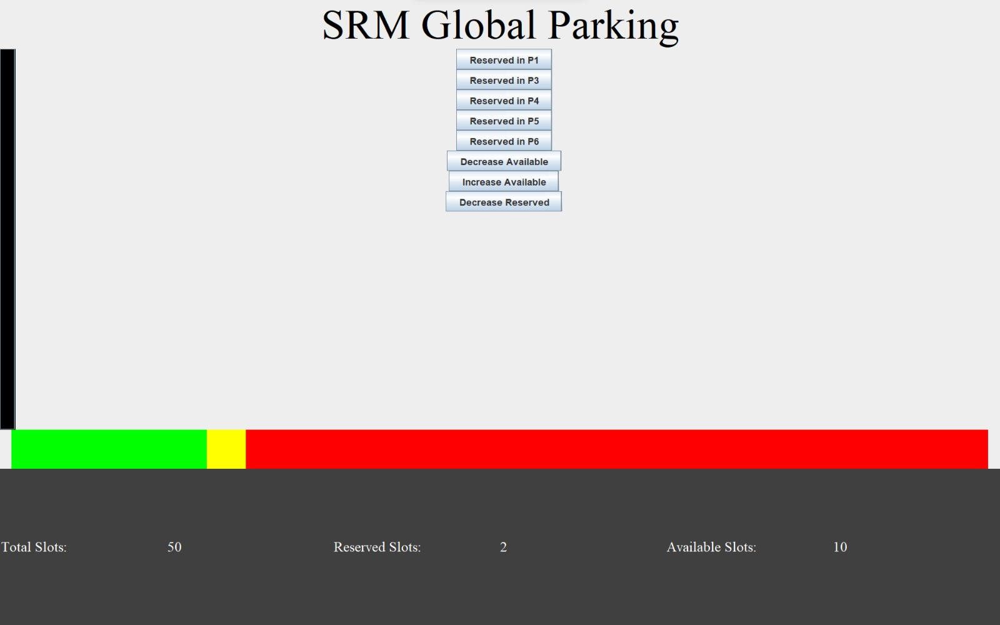 SRM Global Parking
Reserved in P1
Reserved in P3
Reserved in P4
Reserved in P5
Reserved in P6
Decrease Available
Increase Available
Decrease Reserved
Total Slots: 50 Reserved Slots: 2 Available Slots: 10